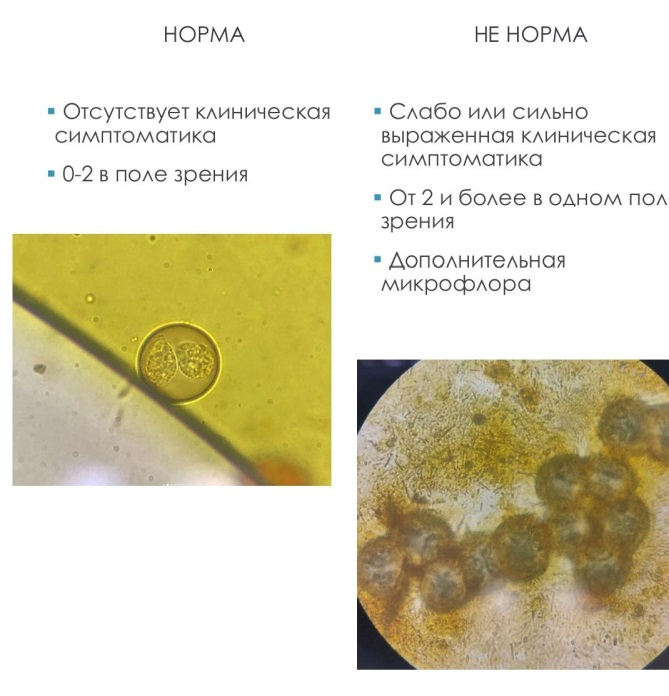 НОРМА
▪ Отсутствует клиническая
симптоматика
▪ 0-2 в поле зрения
НЕ НОРМА
▪ Слабо или сильно
выраженная клиническая
симптоматика
▪ От 2 и более в одном пол
зрения
▪ Дополнительная
микрофлора